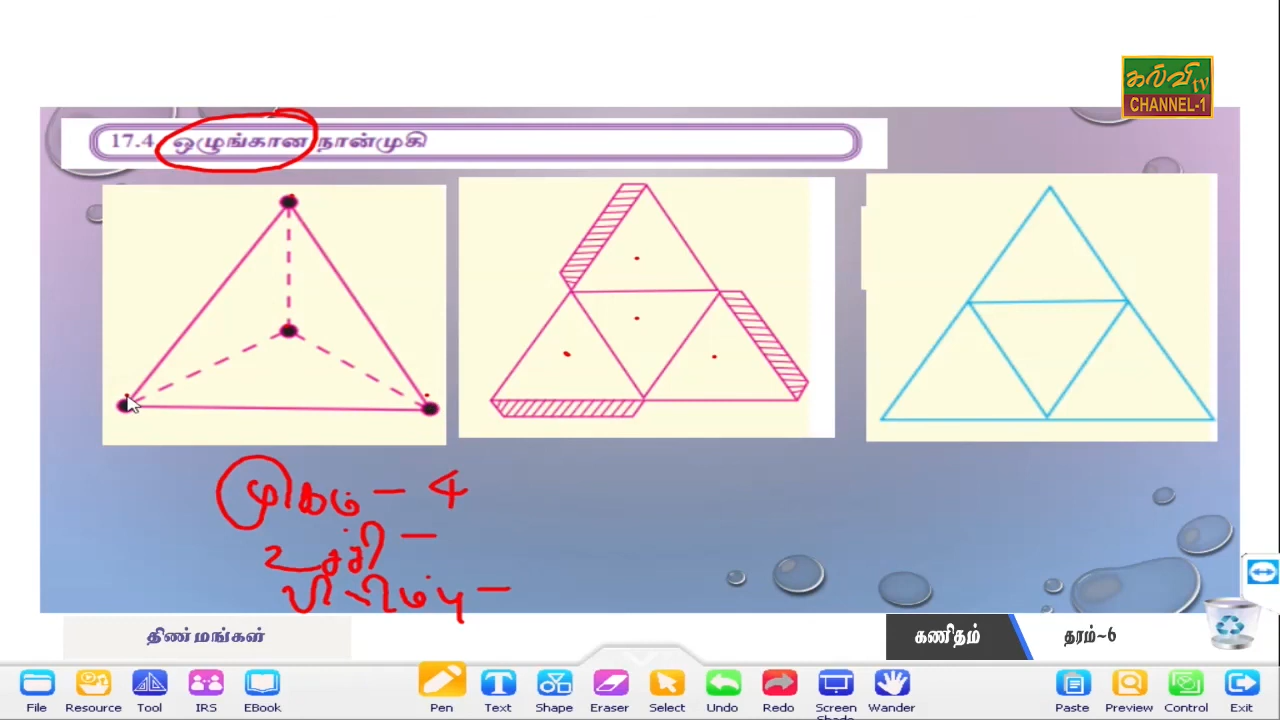 கல்வி tv
CHANNEL-1
17.4 ஒழுங்கான நான்முகி
முகம் - 4
உச்சி -
விளிம்பு -
திண்மங்கள்
கணிதம்
தரம்-6
File Resource Tool IRS EBook Pen Text Shape Eraser Select Undo Redo Screen Shade Wander Paste Preview Control Exit